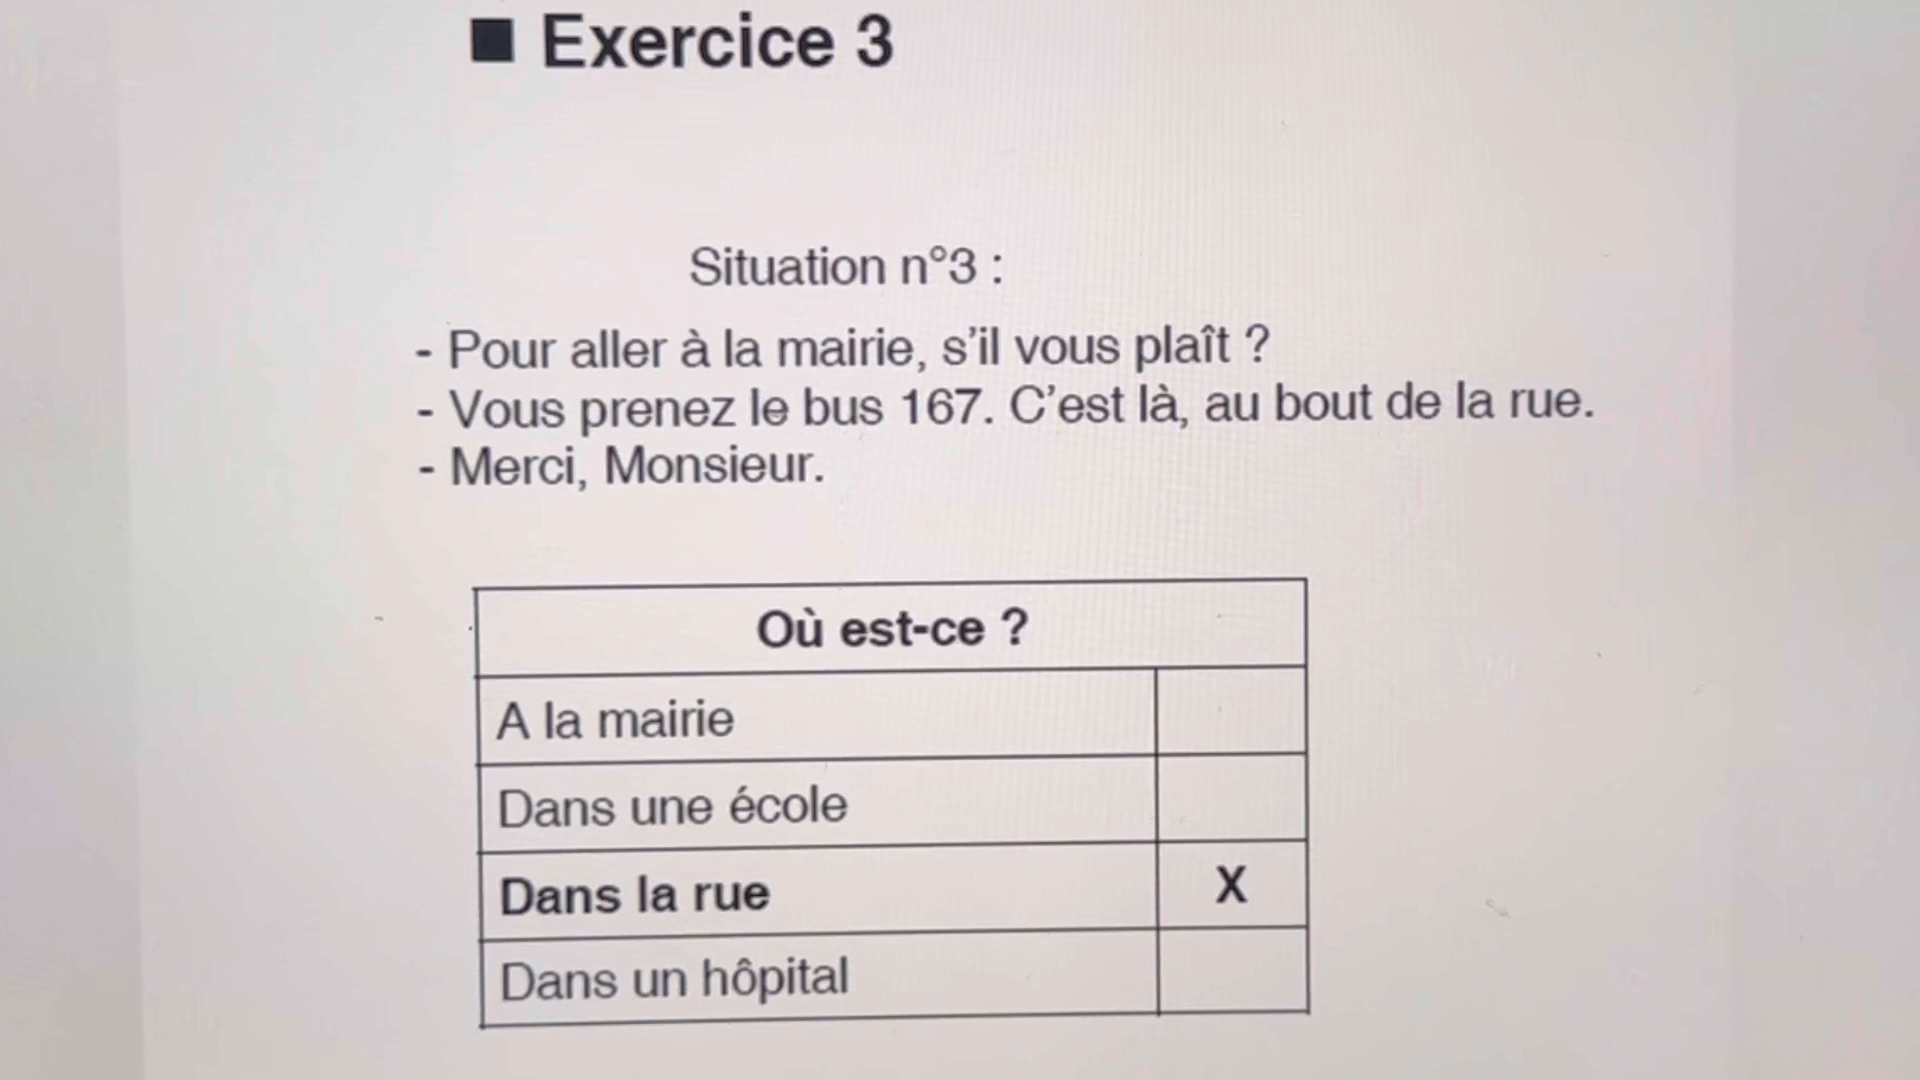 ■ Exercice 3
Situation n°3 :
- Pour aller à la mairie, s'il vous plaît ?
- Vous prenez le bus 167. C'est là, au bout de la rue.
- Merci, Monsieur.
Où est-ce ?
A la mairie
Dans une école
Dans la rue X
Dans un hôpital